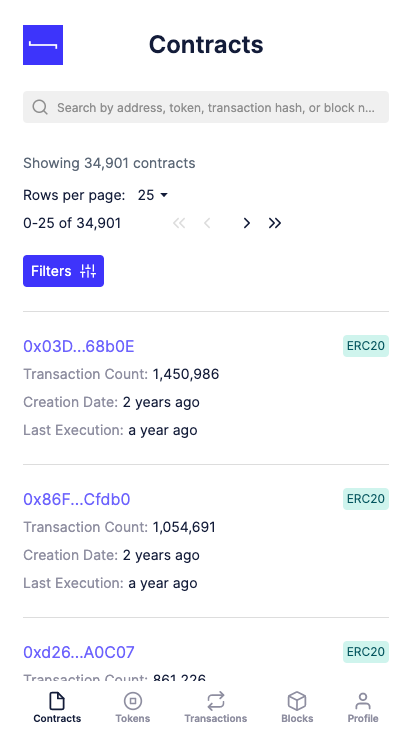 Contracts
Search by address, token, transaction hash, or block n...
Showing 34,901 contracts
Rows per page: 25
0-25 of 34,901
Filters
0x03D...68b0E ERC20
Transaction Count: 1,450,986
Creation Date: 2 years ago
Last Execution: a year ago
0x86F...Cfdb0 ERC20
Transaction Count: 1,054,691
Creation Date: 2 years ago
Last Execution: a year ago
0xd26...A0C07 ERC20
Transaction Count: 861,226
Contracts Tokens Transactions Blocks Profile